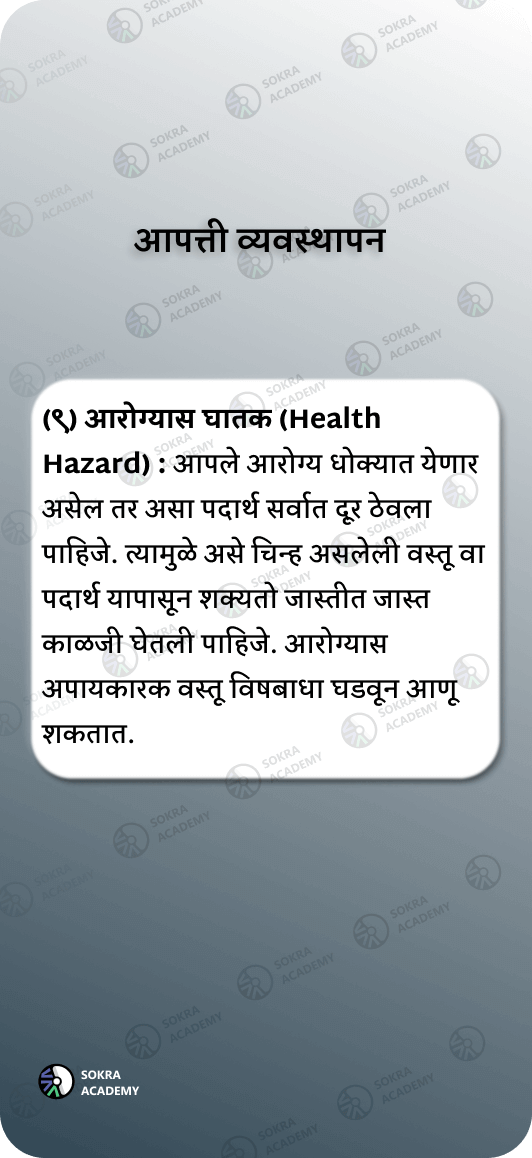 आपत्ती व्यवस्थापन
(९) आरोग्यास घातक (Health
Hazard) : आपले आरोग्य धोक्यात येणार
असेल तर असा पदार्थ सर्वात दूर ठेवला
पाहिजे. त्यामुळे असे चिन्ह असलेली वस्तू वा
पदार्थ यापासून शक्यतो जास्तीत जास्त
काळजी घेतली पाहिजे. आरोग्यास
अपायकारक वस्तू विषबाधा घडवून आणू
शकतात.
SOKRA
ACADEMY